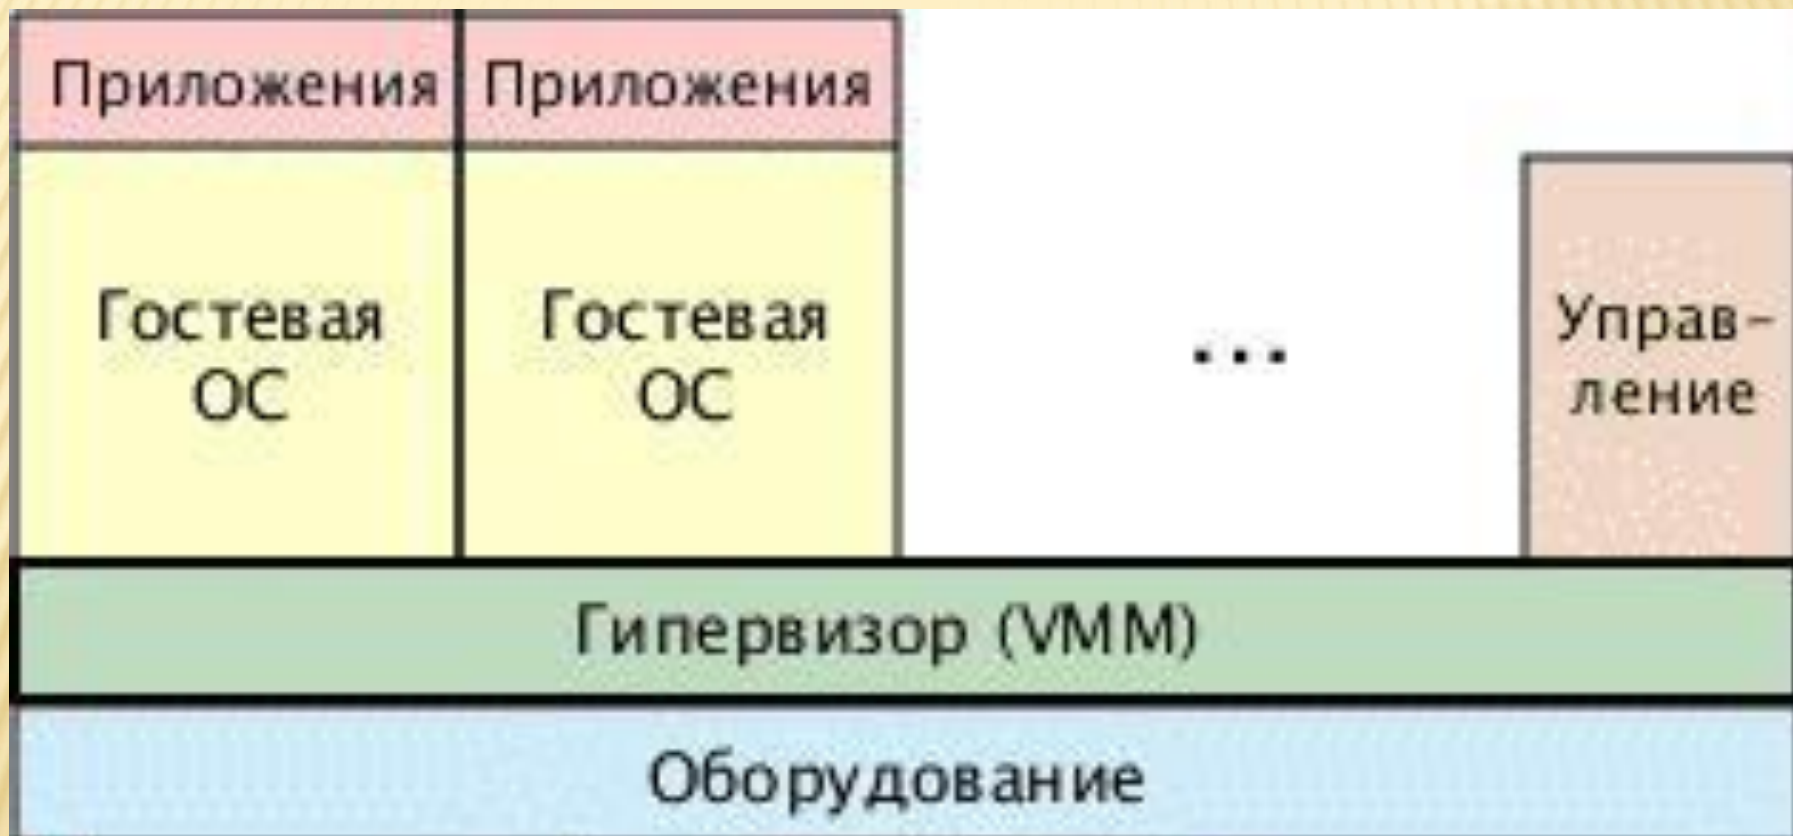 Приложения
Приложения
Гостевая
ОС
Гостевая
ОС
...
Управ-
ление
Гипервизор (VMM)
Оборудование